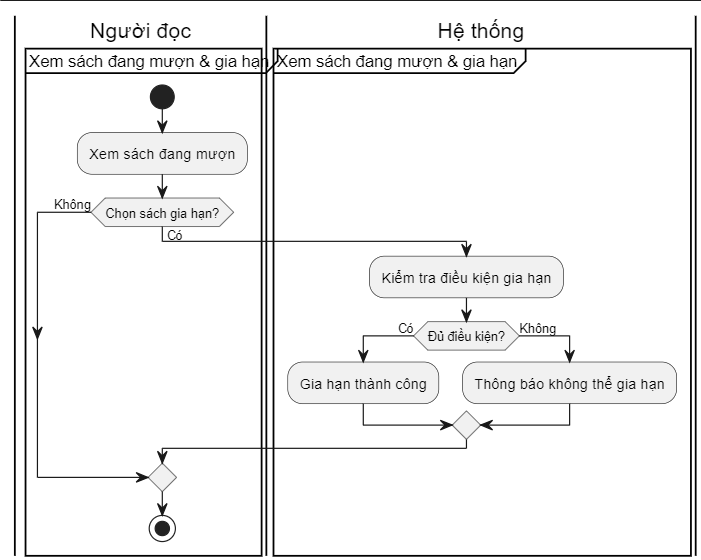 Người đọc
Hệ thống
Xem sách đang mượn & gia hạn
Xem sách đang mượn & gia hạn
Xem sách đang mượn
Chọn sách gia hạn?
Không
Có
Kiểm tra điều kiện gia hạn
Đủ điều kiện?
Có
Không
Gia hạn thành công
Thông báo không thể gia hạn